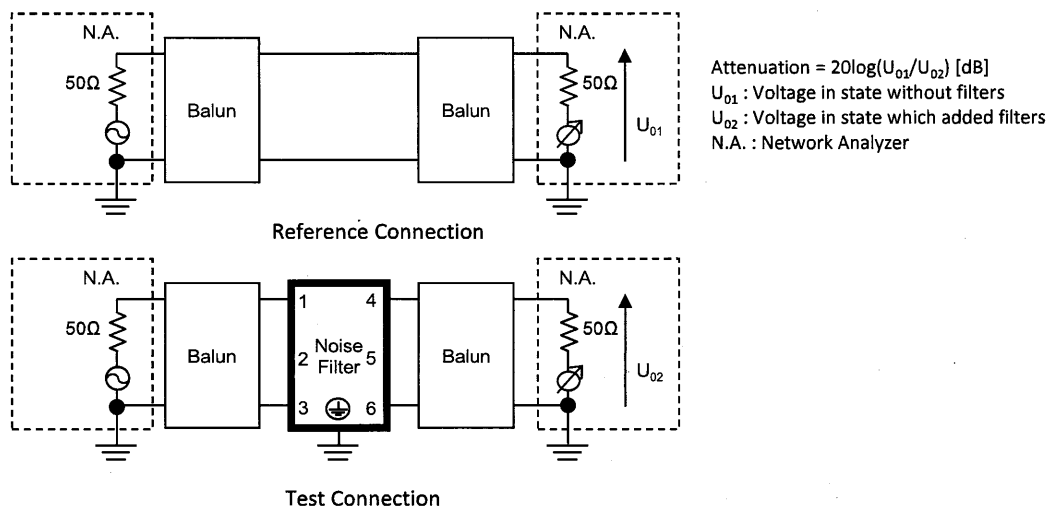 N.A.
50Ω
Balun
Balun
N.A.
50Ω
U01
Attenuation = 20log(U01/U02) [dB]
U01 : Voltage in state without filters
U02 : Voltage in state which added filters
N.A. : Network Analyzer
Reference Connection
N.A.
50Ω
Balun
1 4
2 Noise Filter 5
3 6
Balun
N.A.
50Ω
U02
Test Connection